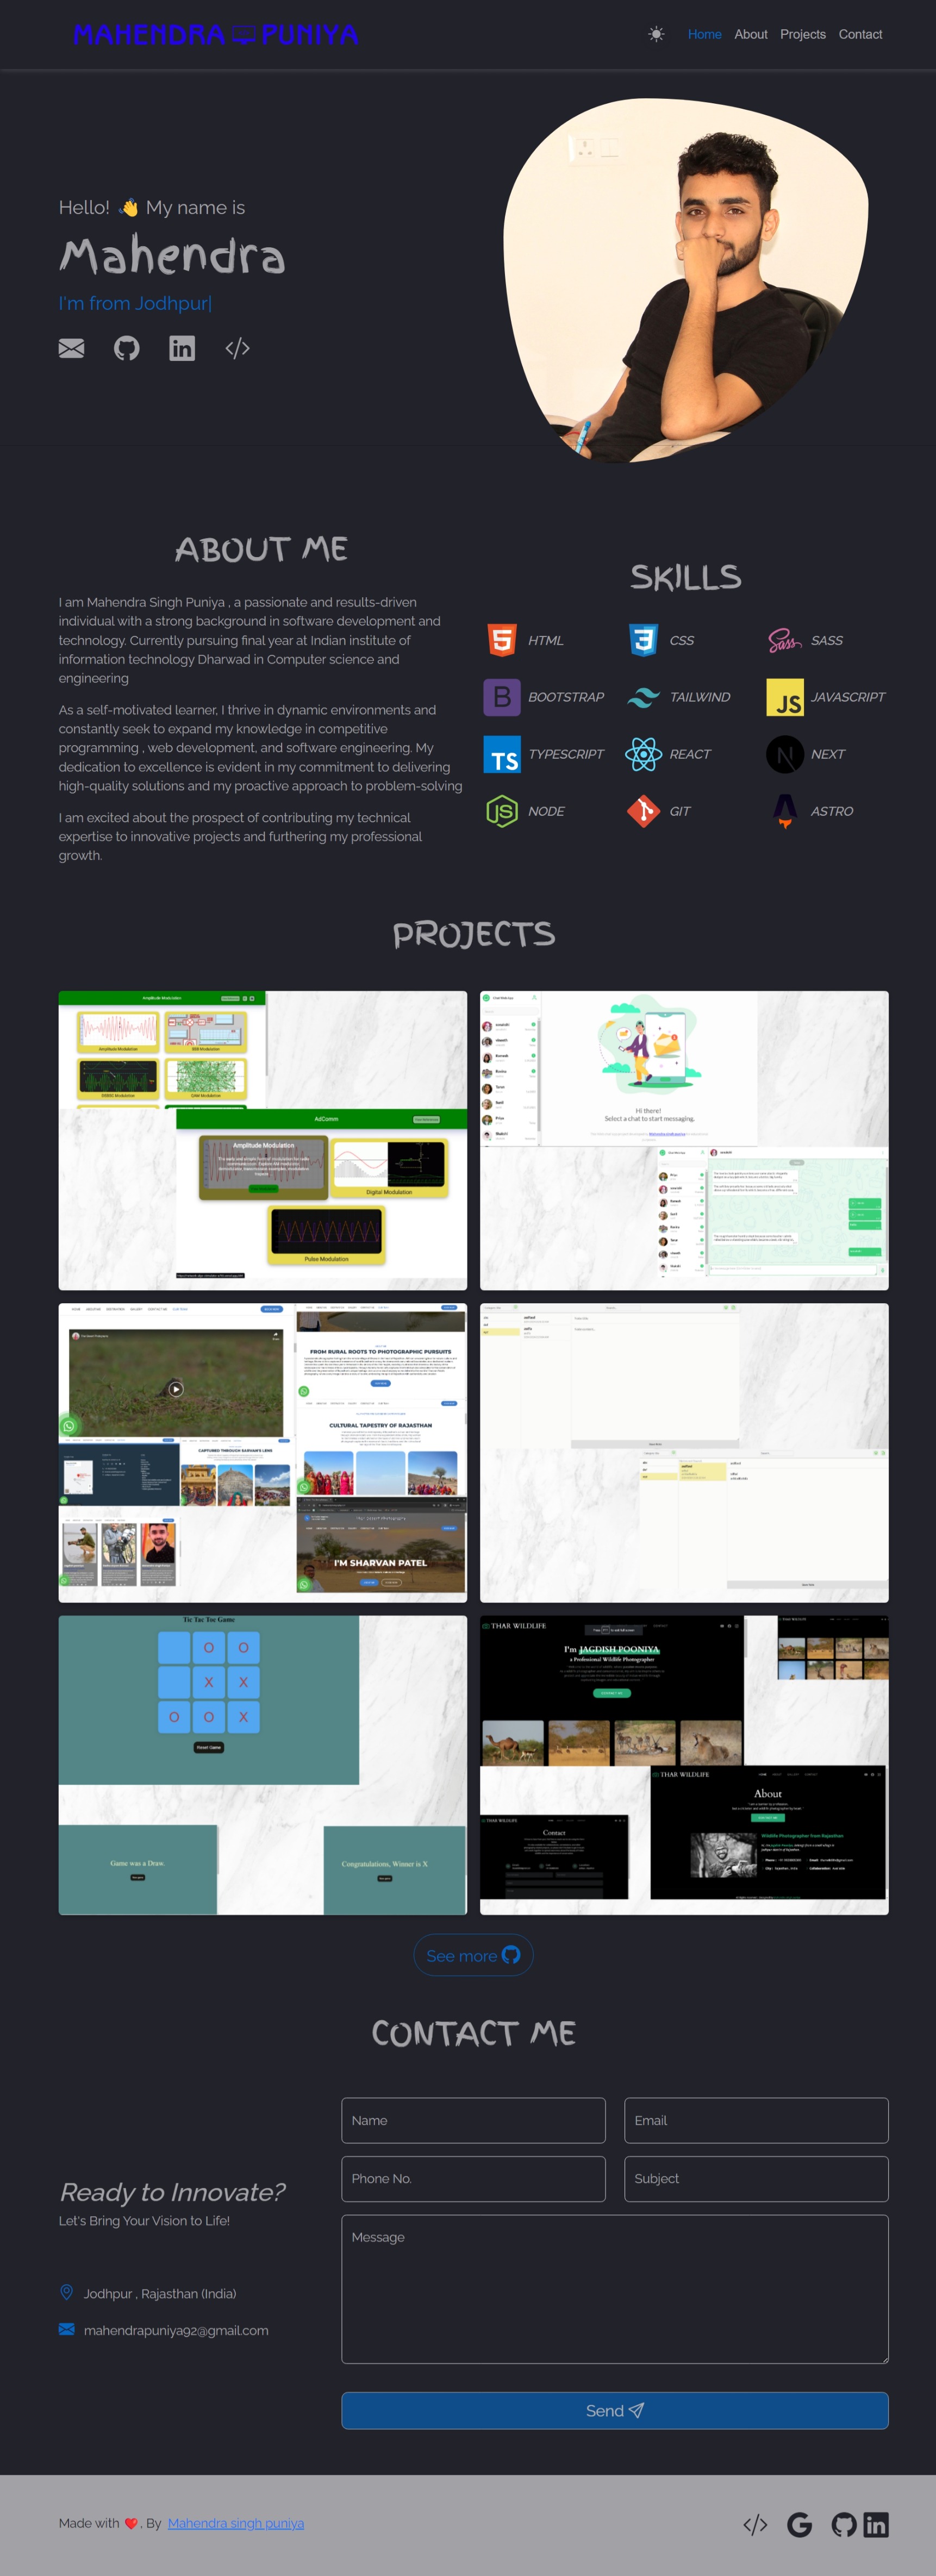 MAHENDRA PUNIYA
Home About Projects Contact
Hello! 👋 My name is
Mahendra
I'm from Jodhpur|
ABOUT ME
I am Mahendra Singh Puniya , a passionate and results-driven
individual with a strong background in software development and
technology. Currently pursuing final year at Indian institute of
information technology Dharwad in Computer science and
engineering
As a self-motivated learner, I thrive in dynamic environments and
constantly seek to expand my knowledge in competitive
programming , web development, and software engineering. My
dedication to excellence is evident in my commitment to delivering
high-quality solutions and my proactive approach to problem-solving
I am excited about the prospect of contributing my technical
expertise to innovative projects and furthering my professional
growth.
SKILLS
HTML CSS SASS
BOOTSTRAP TAILWIND JAVASCRIPT
TYPESCRIPT REACT NEXT
NODE GIT ASTRO
PROJECTS
Amplitude Modulation
Amplitude Modulation
AdComm
Amplitude Modulation
Digital Modulation
Pulse Modulation
Hi there!
Select a chat to start messaging.
FROM RURAL ROOTS TO PHOTOGRAPHIC PURSUITS
CULTURAL TAPESTRY OF RAJASTHAN
CAPTURED THROUGH SARVAN'S LENS
I'M SHARVAN PATEL
Tic Tac Toe Game
O O
X X
O O X
Reset Game
Game was a Draw.
Congratulations, Winner is X
THAR WILDLIFE
I'm JAGDISH POONIYA
a Professional Wildlife Photographer
THAR WILDLIFE
About
Wildlife Photographer from Rajasthan
Contact
See more
CONTACT ME
Ready to Innovate?
Let's Bring Your Vision to Life!
Jodhpur , Rajasthan (India)
mahendrapuniya92@gmail.com
Name
Email
Phone No.
Subject
Message
Send
Made with ❤️, By Mahendra singh puniya